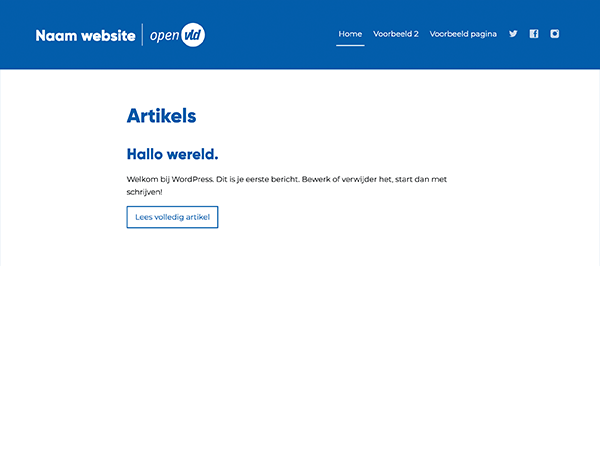 Naam website
open vld
Home
Voorbeeld 2
Voorbeeld pagina
Artikels
Hallo wereld.
Welkom bij WordPress. Dit is je eerste bericht. Bewerk of verwijder het, start dan met
schrijven!
Lees volledig artikel